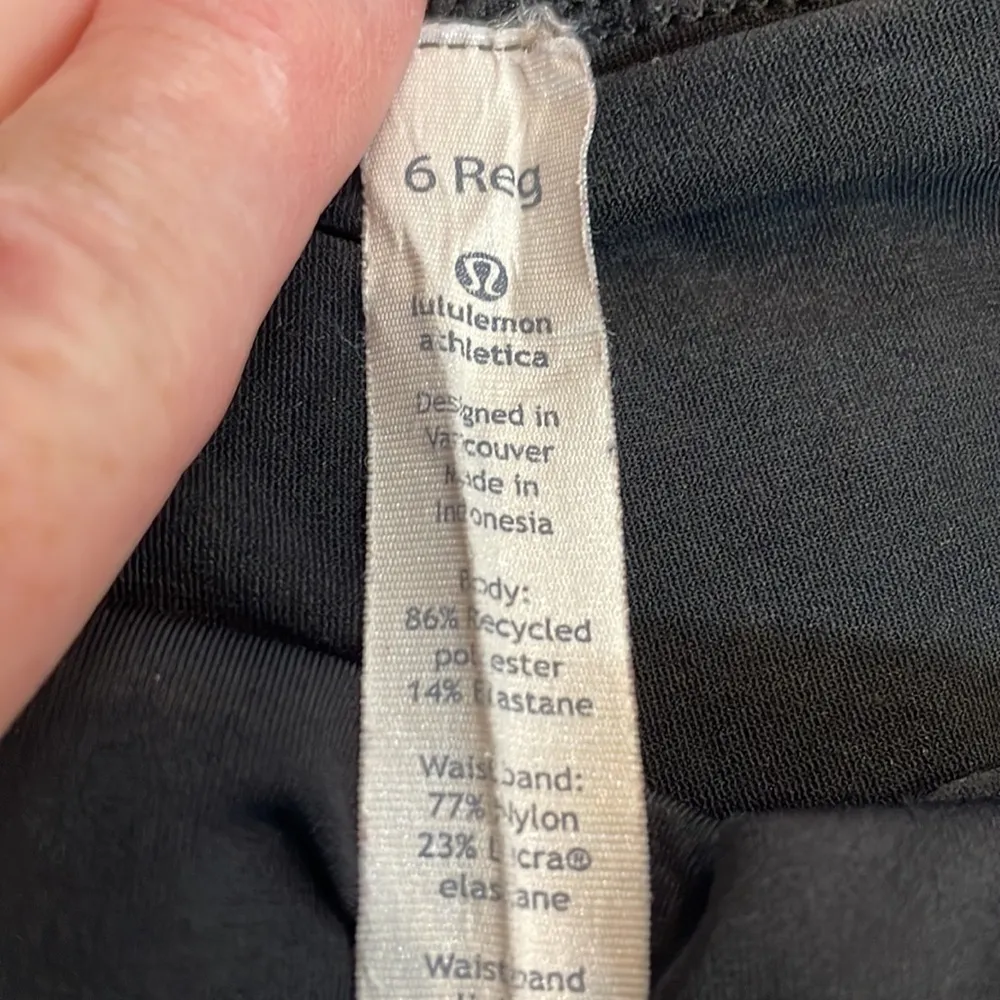 6 Reg
lululemon
athletica
Designed in
Vancouver
Made in
Indonesia
Body:
86% Recycled
polyester
14% Elastane
Waistband:
77% Nylon
23% Lycra®
elastane
Waistband